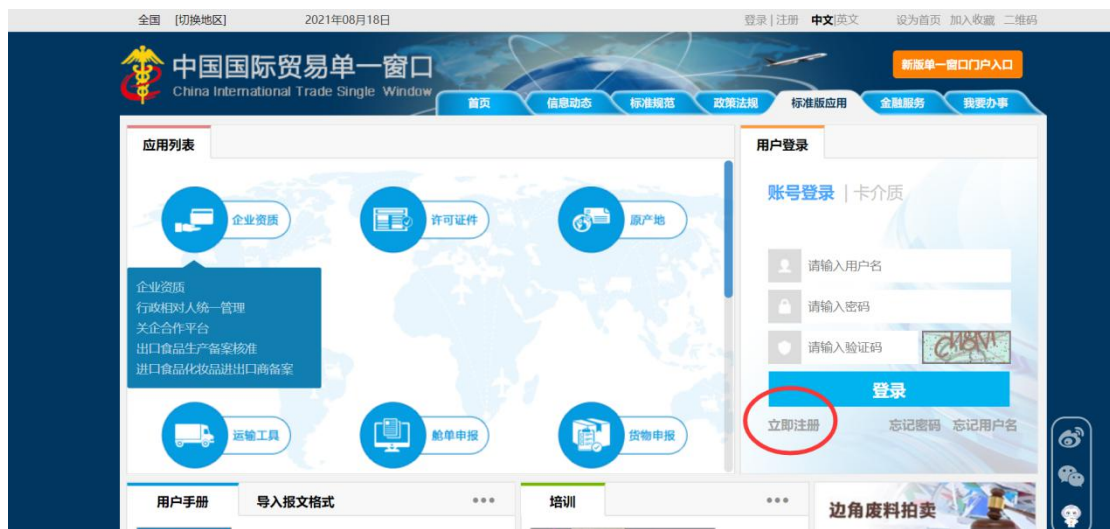 全国 [切换地区] 2021年08月18日 登录 | 注册 中文|英文 设为首页 加入收藏 二维码
中国国际贸易单一窗口
China International Trade Single Window
新版单一窗口门户入口
首页 信息动态 标准规范 政策法规 标准版应用 金融服务 我要办事
应用列表
企业资质 许可证件 原产地
企业资质
行政相对人统一管理
关企合作平台
出口食品生产备案核准
进口食品化妆品进出口商备案
运输工具 舱单申报 货物申报
用户登录
账号登录 | 卡介质
请输入用户名
请输入密码
请输入验证码
登录
立即注册 忘记密码 忘记用户名
用户手册 导入报文格式 ••• 培训 •••
边角废料拍卖